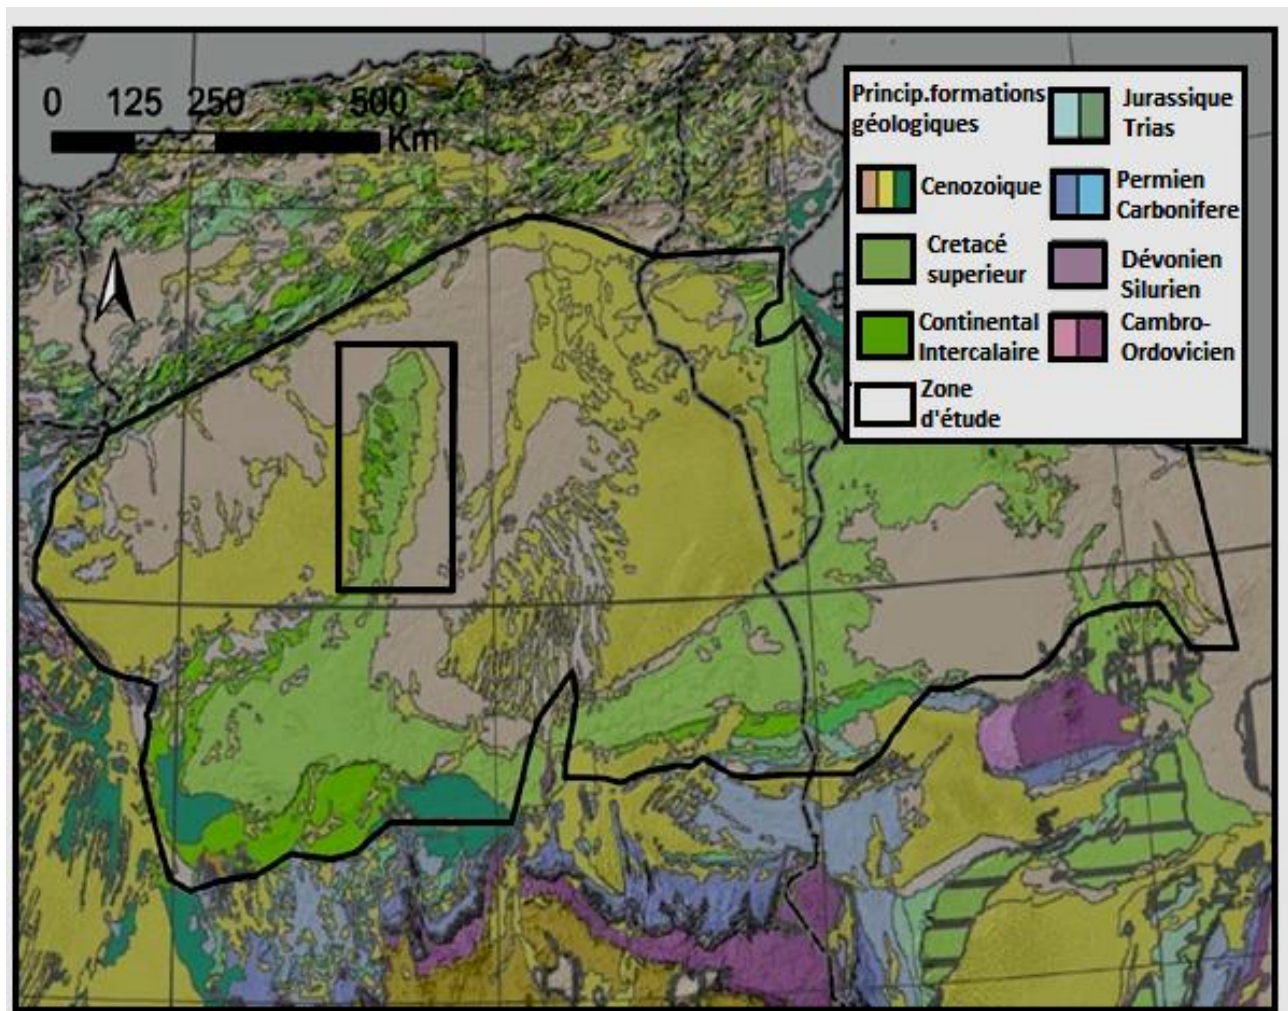 0 125 250 500
Km
Princip.formations
géologiques
Cenozoique
Cretacé
superieur
Continental
Intercalaire
Zone
d'étude
Jurassique
Trias
Permien
Carbonifere
Dévonien
Silurien
Cambro-
Ordovicien